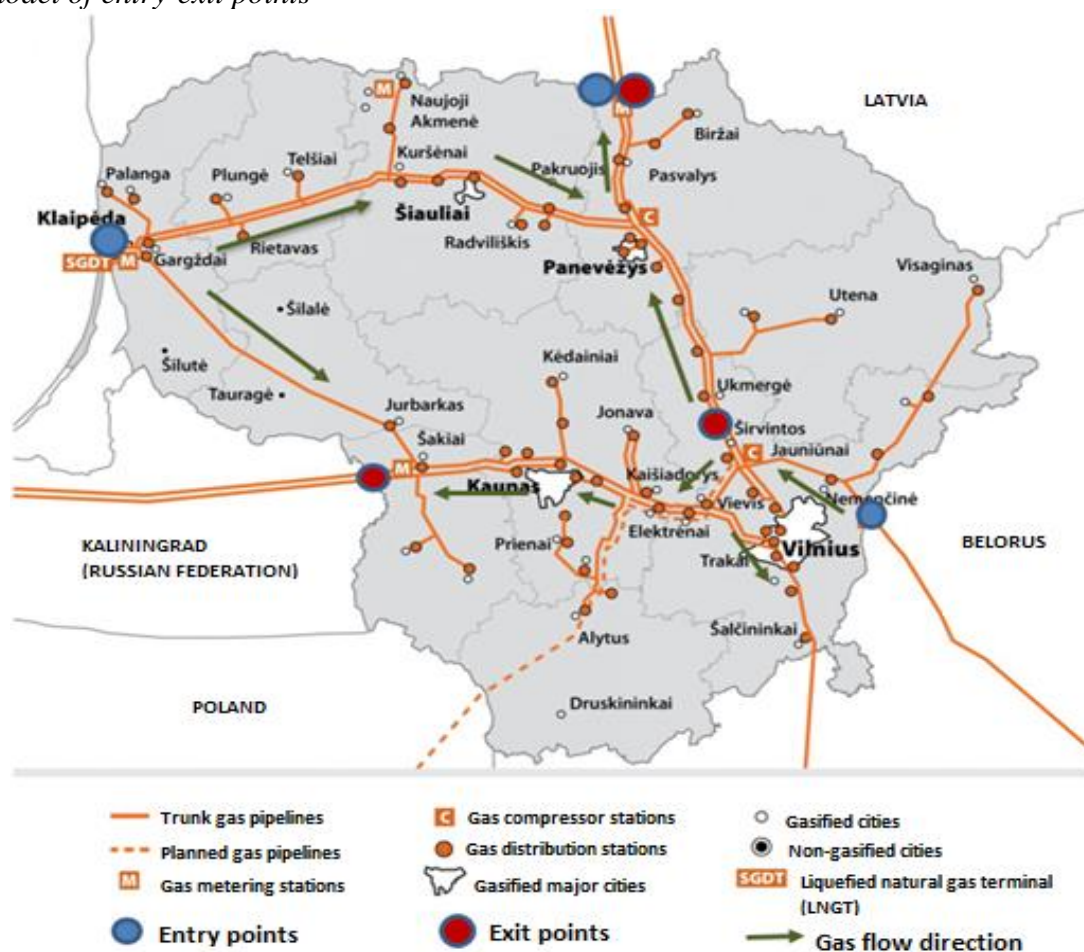 model of entry-exit points
LATVIA
M
Naujoji
Akmenė
M
Biržai
Telšiai
Kuršėnai
Pakruojis
Palanga
Plungė
Pasvalys
Klaipėda
Šiauliai
C
SGDT
M
Gargždai
Rietavas
Radviliškis
Panevėžys
Visaginas
Šilalė
Utena
Šilutė
Kėdainiai
Tauragė
Ukmergė
Jurbarkas
Jonava
Širvintos
M
Šakiai
C
Jauniūnai
Kaunas
Kaišiadorys
Vievis
Nemenčinė
Elektrėnai
KALININGRAD
(RUSSIAN FEDERATION)
Prienai
Vilnius
BELORUS
Trakai
Alytus
Šalčininkai
POLAND
Druskininkai
Trunk gas pipelines
C Gas compressor stations
Gasified cities
Planned gas pipelines
Gas distribution stations
Non-gasified cities
M Gas metering stations
Gasified major cities
SGDT Liquefied natural gas terminal
(LNGT)
Entry points
Exit points
Gas flow direction